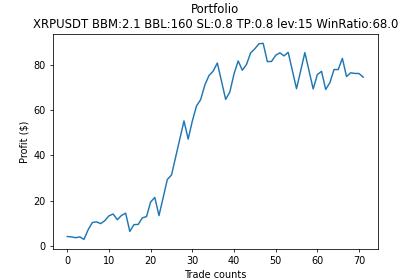 Portfolio
XRPUSDT BBM:2.1 BBL:160 SL:0.8 TP:0.8 lev:15 WinRatio:68.0
Profit ($)
80
60
40
20
0
0 10 20 30 40 50 60 70
Trade counts